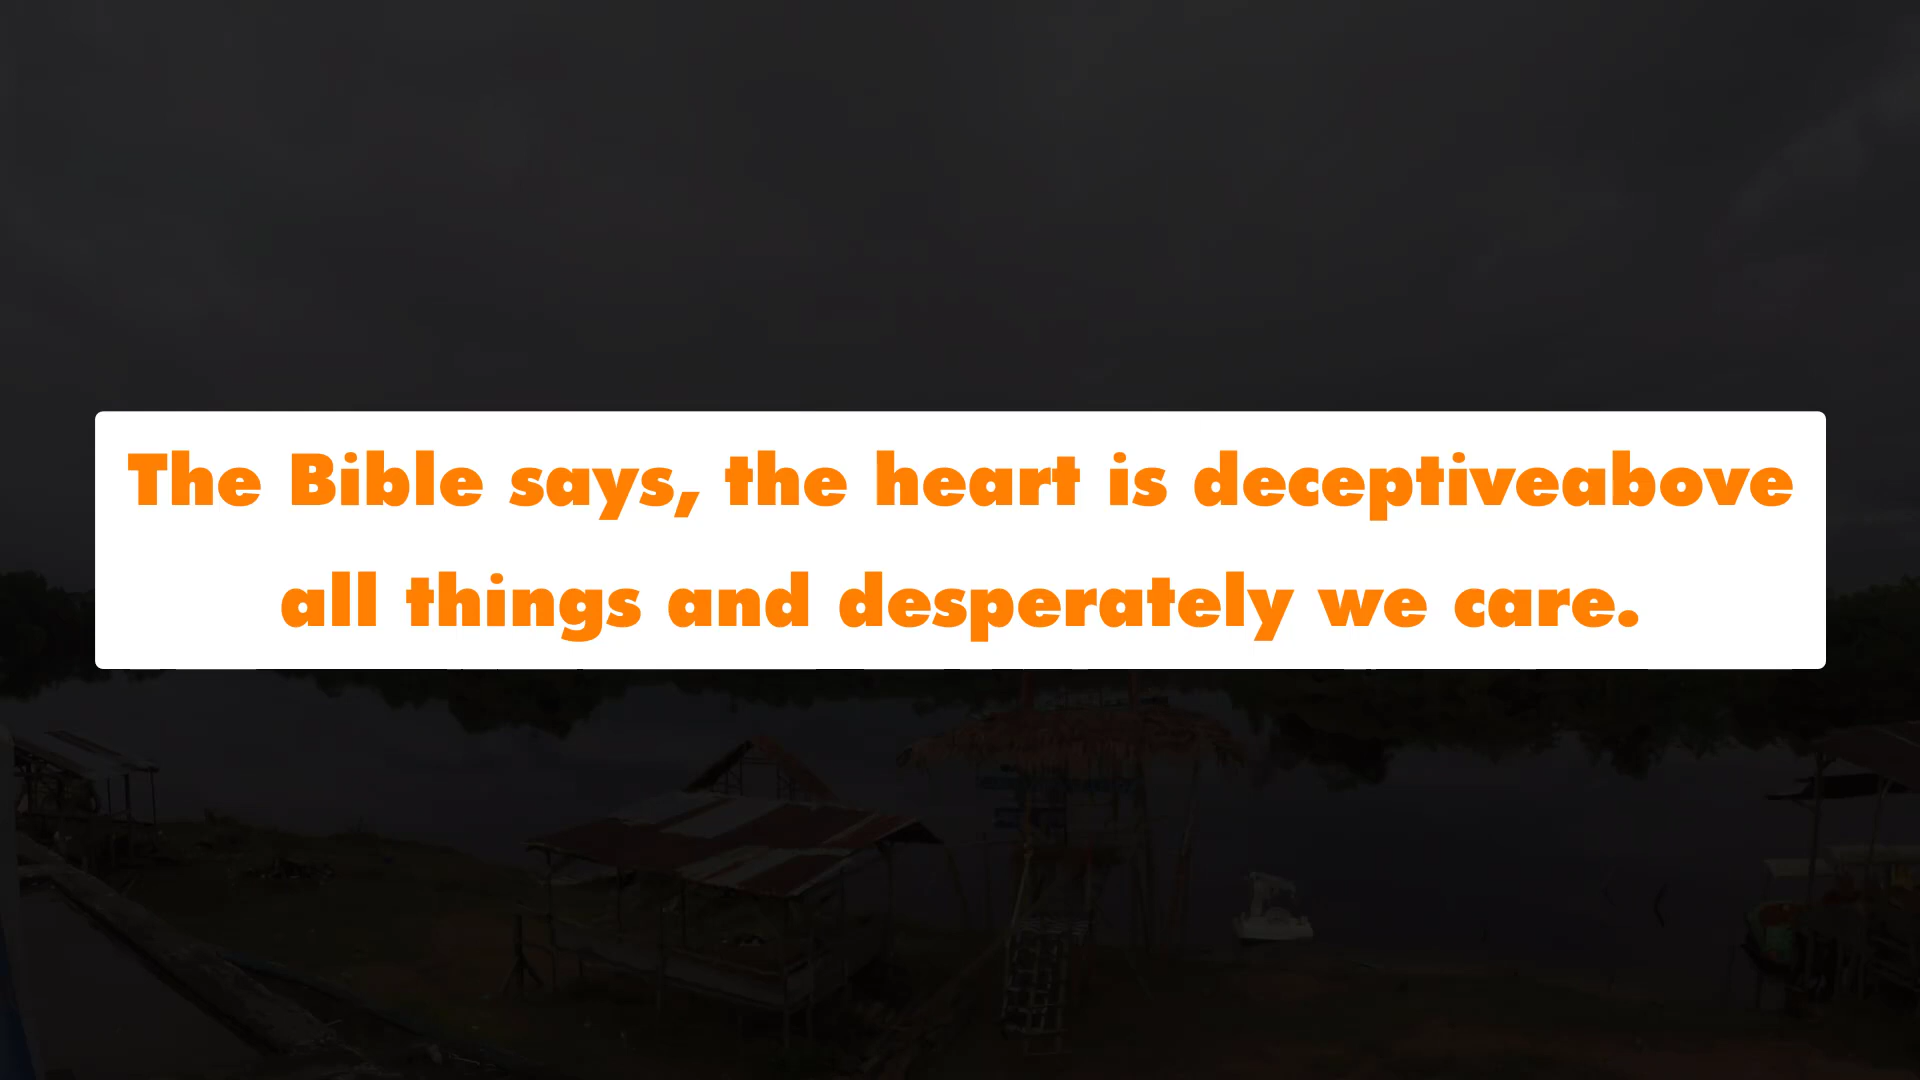 The Bible says, the heart is deceptiveabove
all things and desperately we care.